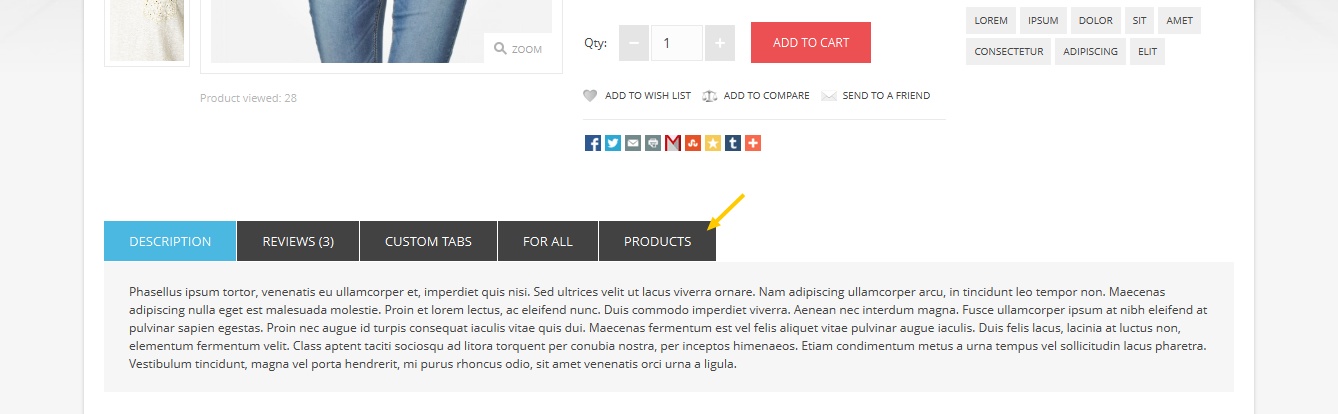 ZOOM
Product viewed: 28
Qty: 1 ADD TO CART
ADD TO WISH LIST ADD TO COMPARE SEND TO A FRIEND
LOREM IPSUM DOLOR SIT AMET
CONSECTETUR ADIPISCING ELIT
DESCRIPTION REVIEWS (3) CUSTOM TABS FOR ALL PRODUCTS
Phasellus ipsum tortor, venenatis eu ullamcorper et, imperdiet quis nisi. Sed ultrices velit ut lacus viverra ornare. Nam adipiscing ullamcorper arcu, in tincidunt leo tempor non. Maecenas
adipiscing nulla eget est malesuada molestie. Proin et lorem lectus, ac eleifend nunc. Duis commodo imperdiet viverra. Aenean nec interdum magna. Fusce ullamcorper ipsum at nibh eleifend at
pulvinar sapien egestas. Proin nec augue id turpis consequat iaculis vitae quis dui. Maecenas fermentum est vel felis aliquet vitae pulvinar augue iaculis. Duis felis lacus, lacinia at luctus non,
elementum fermentum velit. Class aptent taciti sociosqu ad litora torquent per conubia nostra, per inceptos himenaeos. Etiam condimentum metus a urna tempus vel sollicitudin lacus pharetra.
Vestibulum tincidunt, magna vel porta hendrerit, mi purus rhoncus odio, sit amet venenatis orci urna a ligula.